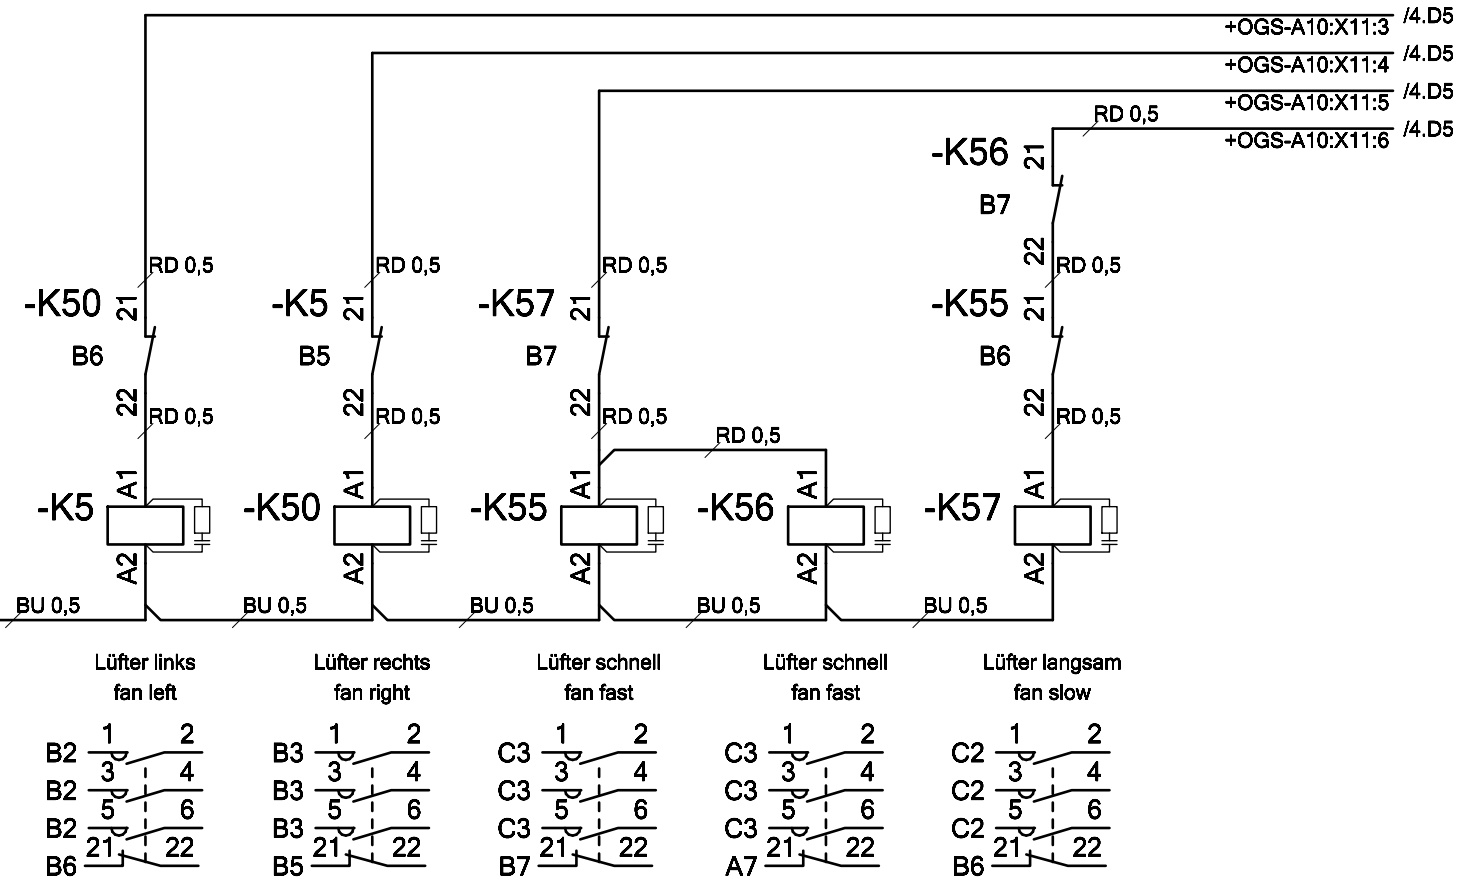 /4.D5
+OGS-A10:X11:3
/4.D5
+OGS-A10:X11:4
/4.D5
+OGS-A10:X11:5
RD 0,5 /4.D5
+OGS-A10:X11:6
-K56 21
B7
22
RD 0,5 RD 0,5 RD 0,5 RD 0,5
-K50 21 -K5 21 -K57 21 -K55 21
B6 B5 B7 B6
22 22 22 22
RD 0,5 RD 0,5 RD 0,5 RD 0,5
RD 0,5
A1 A1 A1 A1 A1
-K5 -K50 -K55 -K56 -K57
A2 A2 A2 A2 A2
BU 0,5 BU 0,5 BU 0,5 BU 0,5 BU 0,5
Lüfter links Lüfter rechts Lüfter schnell Lüfter schnell Lüfter langsam
fan left fan right fan fast fan fast fan slow
1 2 1 2 1 2 1 2 1 2
B2 B3 C3 C3 C2
3 4 3 4 3 4 3 4 3 4
B2 B3 C3 C3 C2
5 6 5 6 5 6 5 6 5 6
B2 B3 C3 C3 C2
21 22 21 22 21 22 21 22 21 22
B6 B5 B7 A7 B6